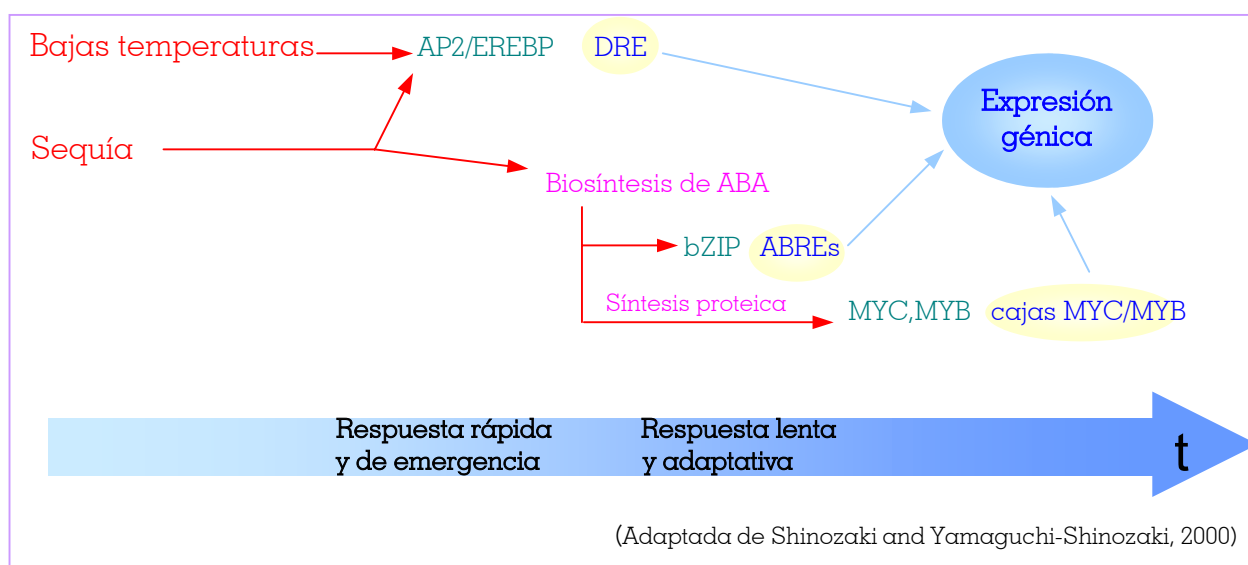 Bajas temperaturas
AP2/EREBP
DRE
Expresión
génica
Sequía
Biosíntesis de ABA
bZIP
ABREs
Síntesis proteica
MYC,MYB
cajas MYC/MYB
Respuesta rápida
y de emergencia
Respuesta lenta
y adaptativa
t
(Adaptada de Shinozaki and Yamaguchi-Shinozaki, 2000)